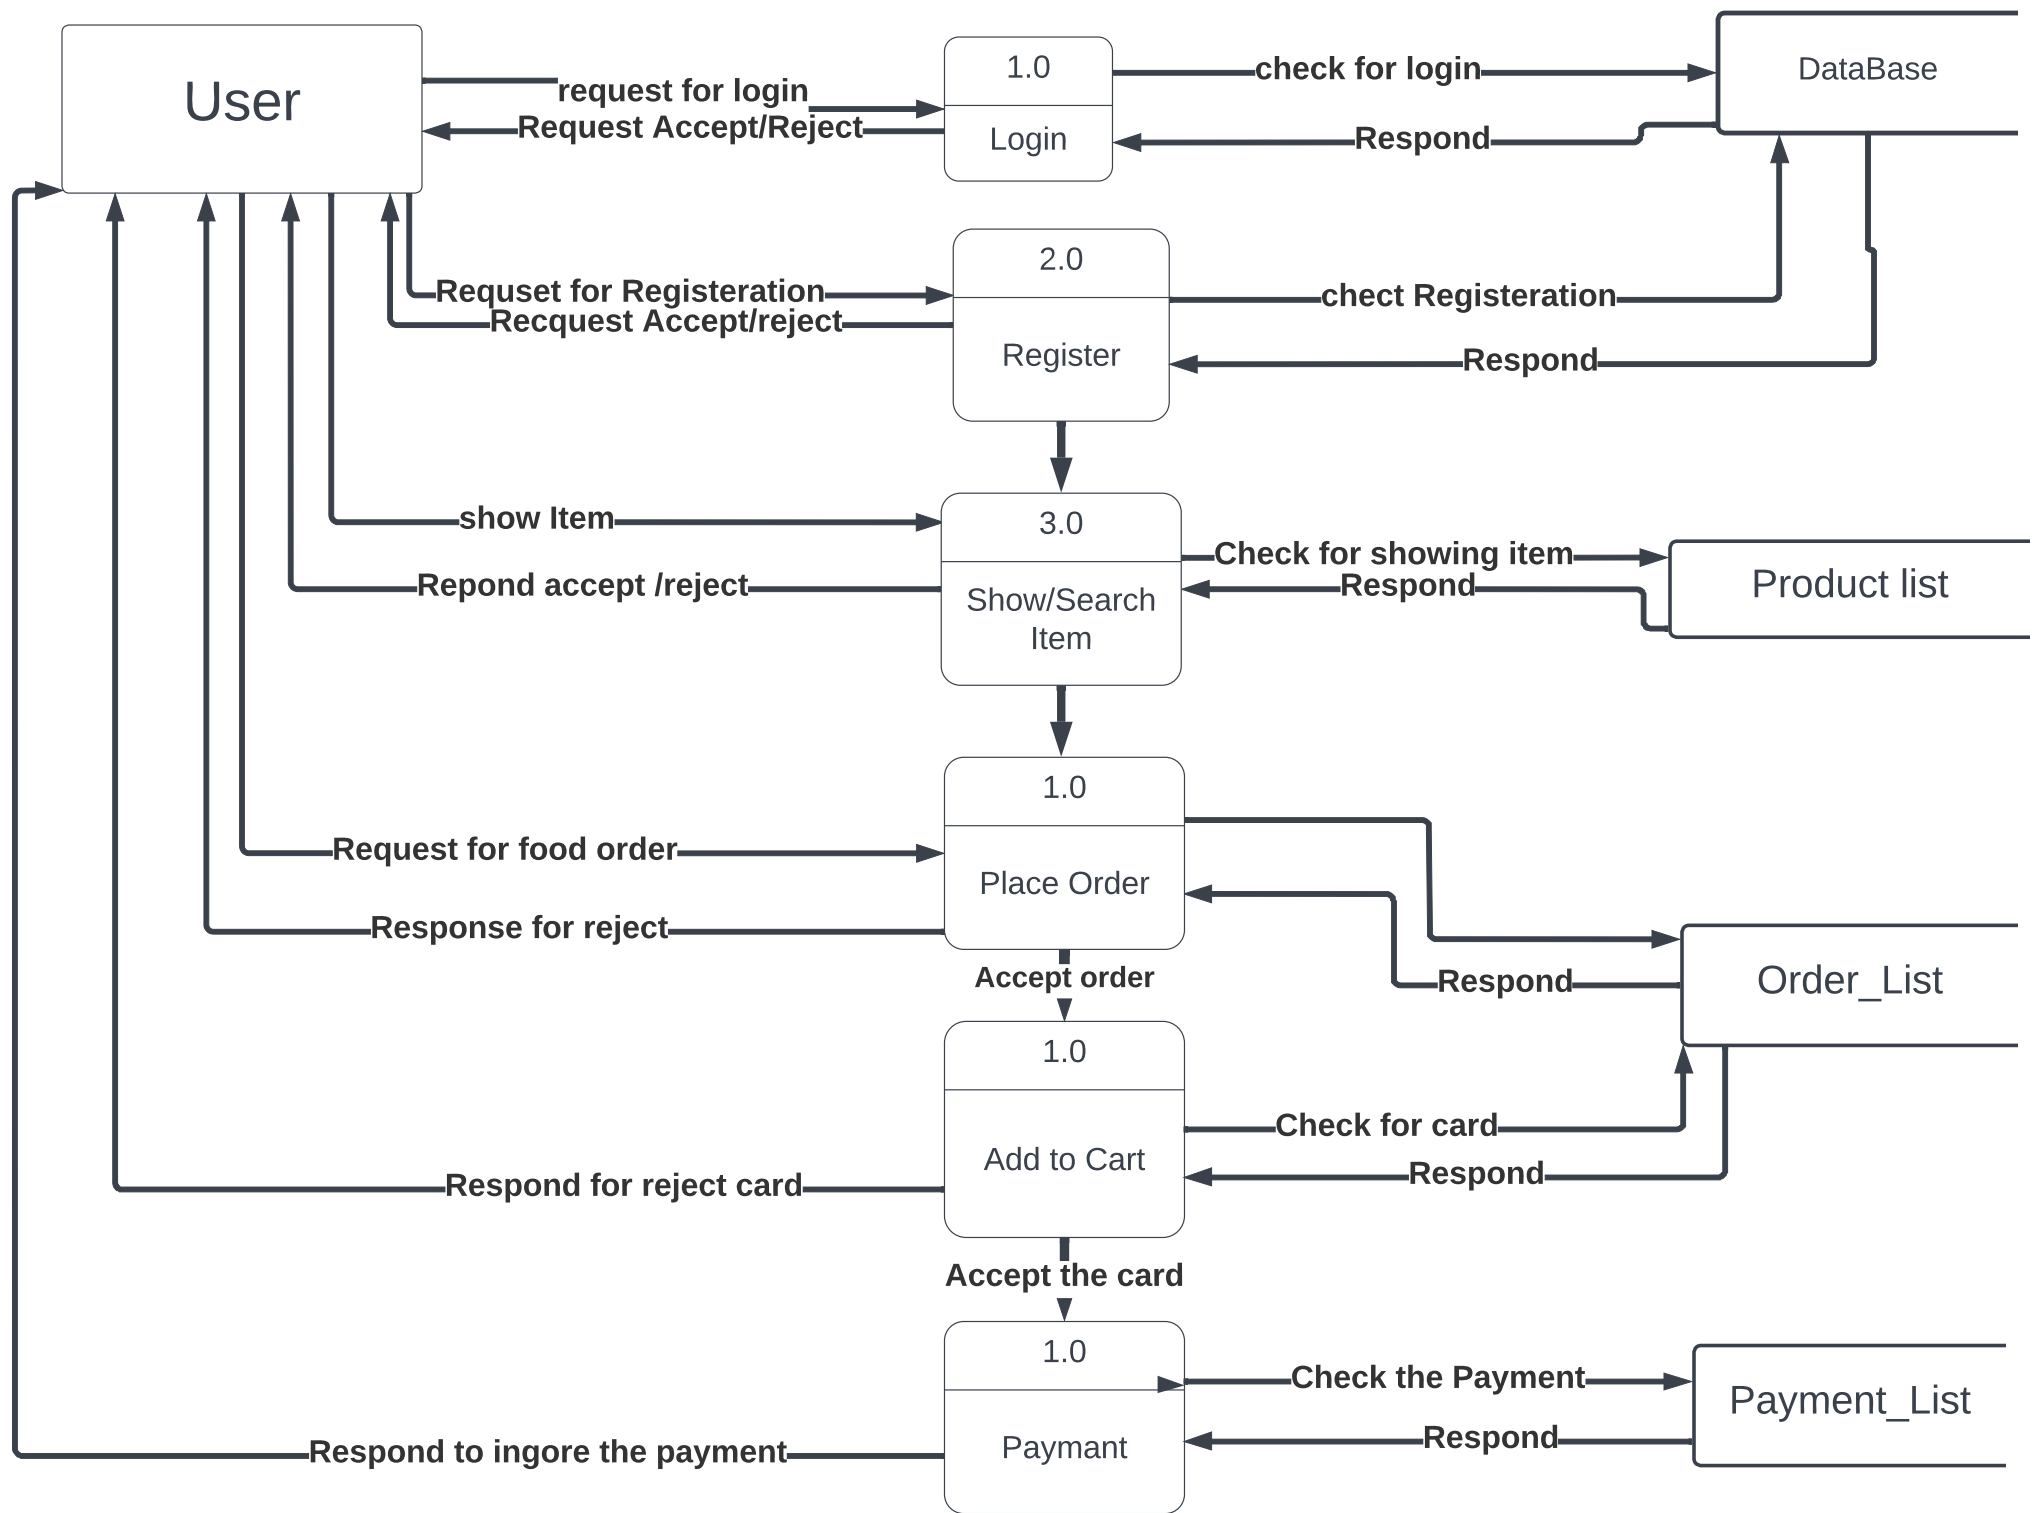 User
request for login
Request Accept/Reject
1.0
Login
check for login
Respond
DataBase
Requset for Registeration
Recquest Accept/reject
2.0
Register
chect Registeration
Respond
show Item
Repond accept /reject
3.0
Show/Search
Item
Check for showing item
Respond
Product list
Request for food order
Response for reject
1.0
Place Order
Respond
Order_List
Accept order
1.0
Add to Cart
Check for card
Respond
Respond for reject card
Accept the card
1.0
Paymant
Check the Payment
Respond
Payment_List
Respond to ingore the payment